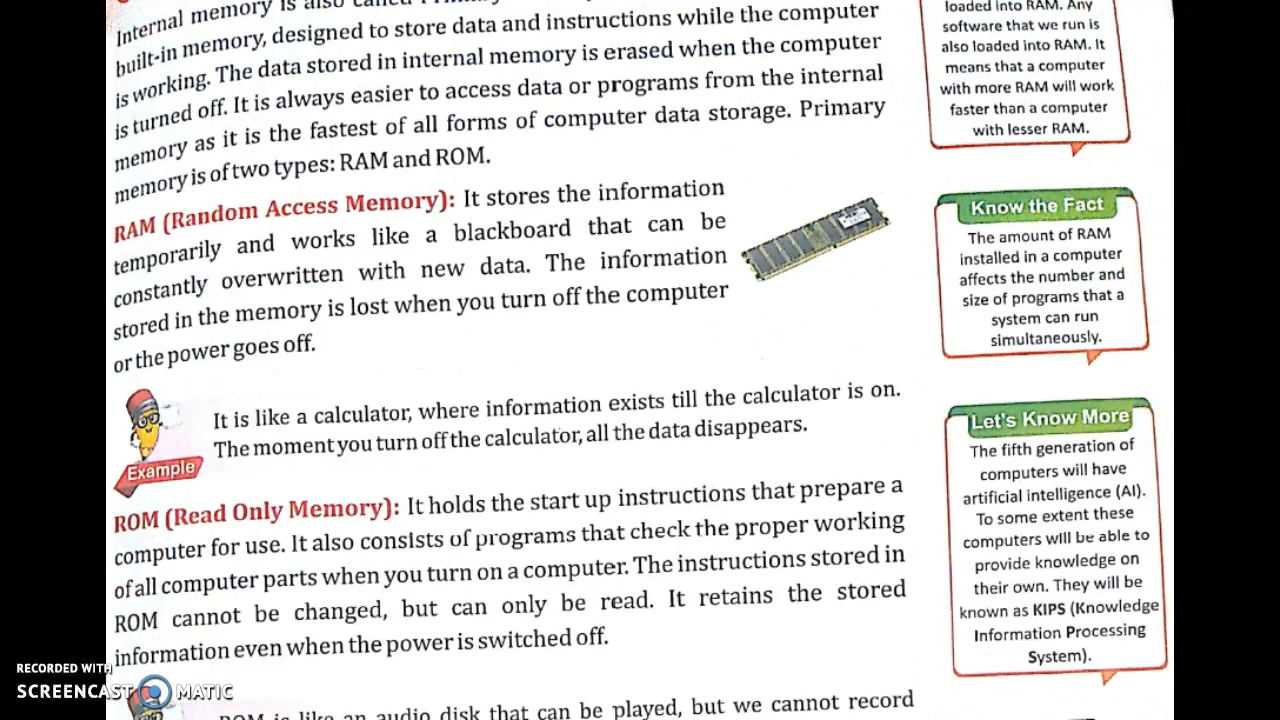 Internal memory is also called
built-in memory, designed to store data and instructions while the computer
is working. The data stored in internal memory is erased when the computer
is turned off. It is always easier to access data or programs from the internal
memory as it is the fastest of all forms of computer data storage. Primary
memory is of two types: RAM and ROM.
RAM (Random Access Memory): It stores the information
temporarily and works like a blackboard that can be
constantly overwritten with new data. The information
stored in the memory is lost when you turn off the computer
or the power goes off.
It is like a calculator, where information exists till the calculator is on.
The moment you turn off the calculator, all the data disappears.
Example
ROM (Read Only Memory): It holds the start up instructions that prepare a
computer for use. It also consists of programs that check the proper working
of all computer parts when you turn on a computer. The instructions stored in
ROM cannot be changed, but can only be read. It retains the stored
information even when the power is switched off.
ROM is like an audio disk that can be played, but we cannot record
loaded into RAM. Any
software that we run is
also loaded into RAM. It
means that a computer
with more RAM will work
faster than a computer
with lesser RAM.
Know the Fact
The amount of RAM
installed in a computer
affects the number and
size of programs that a
system can run
simultaneously.
Let's Know More
The fifth generation of
computers will have
artificial intelligence (AI).
To some extent these
computers will be able to
provide knowledge on
their own. They will be
known as KIPS (Knowledge
Information Processing
System).
RECORDED WITH
SCREENCAST MATIC